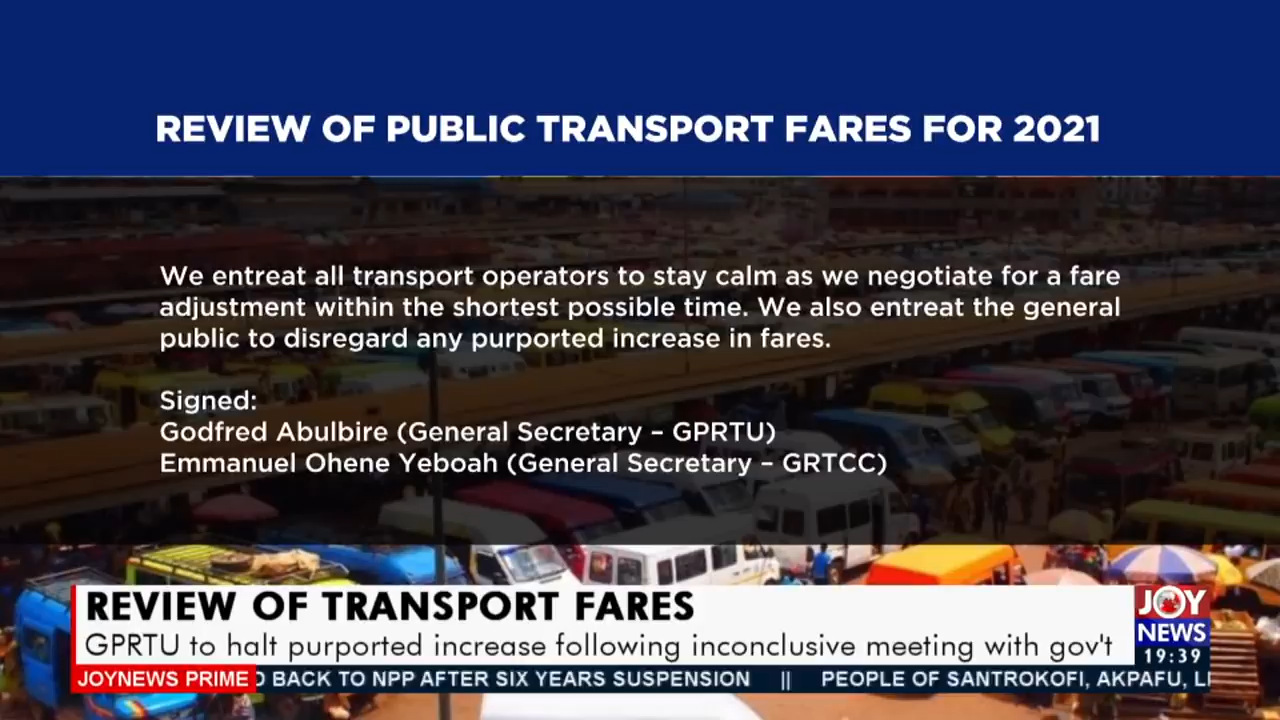 REVIEW OF PUBLIC TRANSPORT FARES FOR 2021
We entreat all transport operators to stay calm as we negotiate for a fare
adjustment within the shortest possible time. We also entreat the general
public to disregard any purported increase in fares.
Signed:
Godfred Abulbire (General Secretary – GPRTU)
Emmanuel Ohene Yeboah (General Secretary – GRTCC)
REVIEW OF TRANSPORT FARES
GPRTU to halt purported increase following inconclusive meeting with gov't
JOY
NEWS
19:39
JOYNEWS PRIME BACK TO NPP AFTER SIX YEARS SUSPENSION || PEOPLE OF SANTROKOFI, AKPAFU,